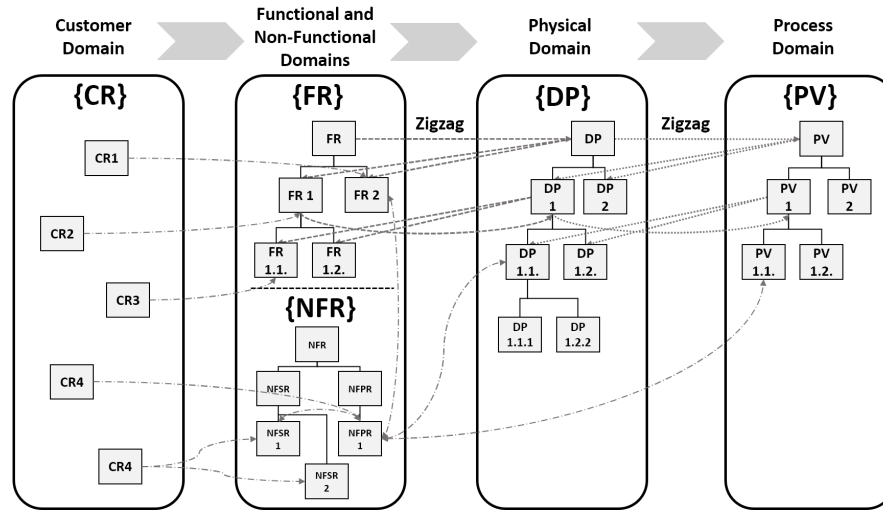 Customer
Domain
Functional and
Non-Functional
Domains
Physical
Domain
Process
Domain
{CR}
{FR}
{DP}
{PV}
Zigzag
Zigzag
FR
DP
PV
CR1
FR 1
FR 2
DP
1
DP
2
PV
1
PV
2
CR2
FR
1.1.
FR
1.2.
DP
1.1.
DP
1.2.
PV
1.1.
PV
1.2.
CR3
{NFR}
DP
1.1.1
DP
1.2.2
NFR
CR4
NFSR
NFPR
NFSR
1
NFPR
1
CR4
NFSR
2